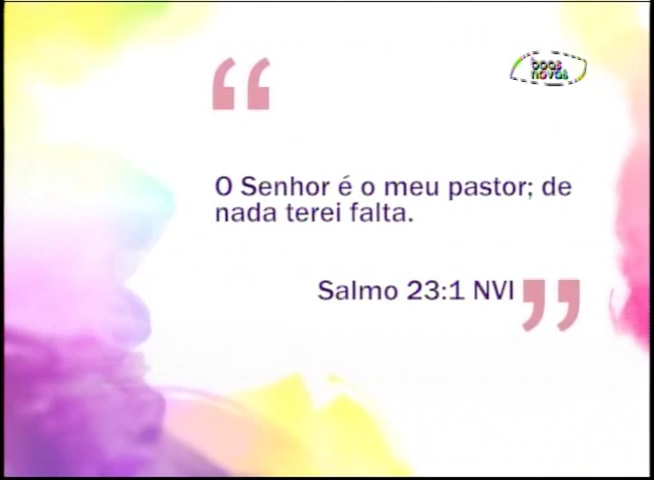 boas
novas
“
O Senhor é o meu pastor; de
nada terei falta.
Salmo 23:1 NVI ”